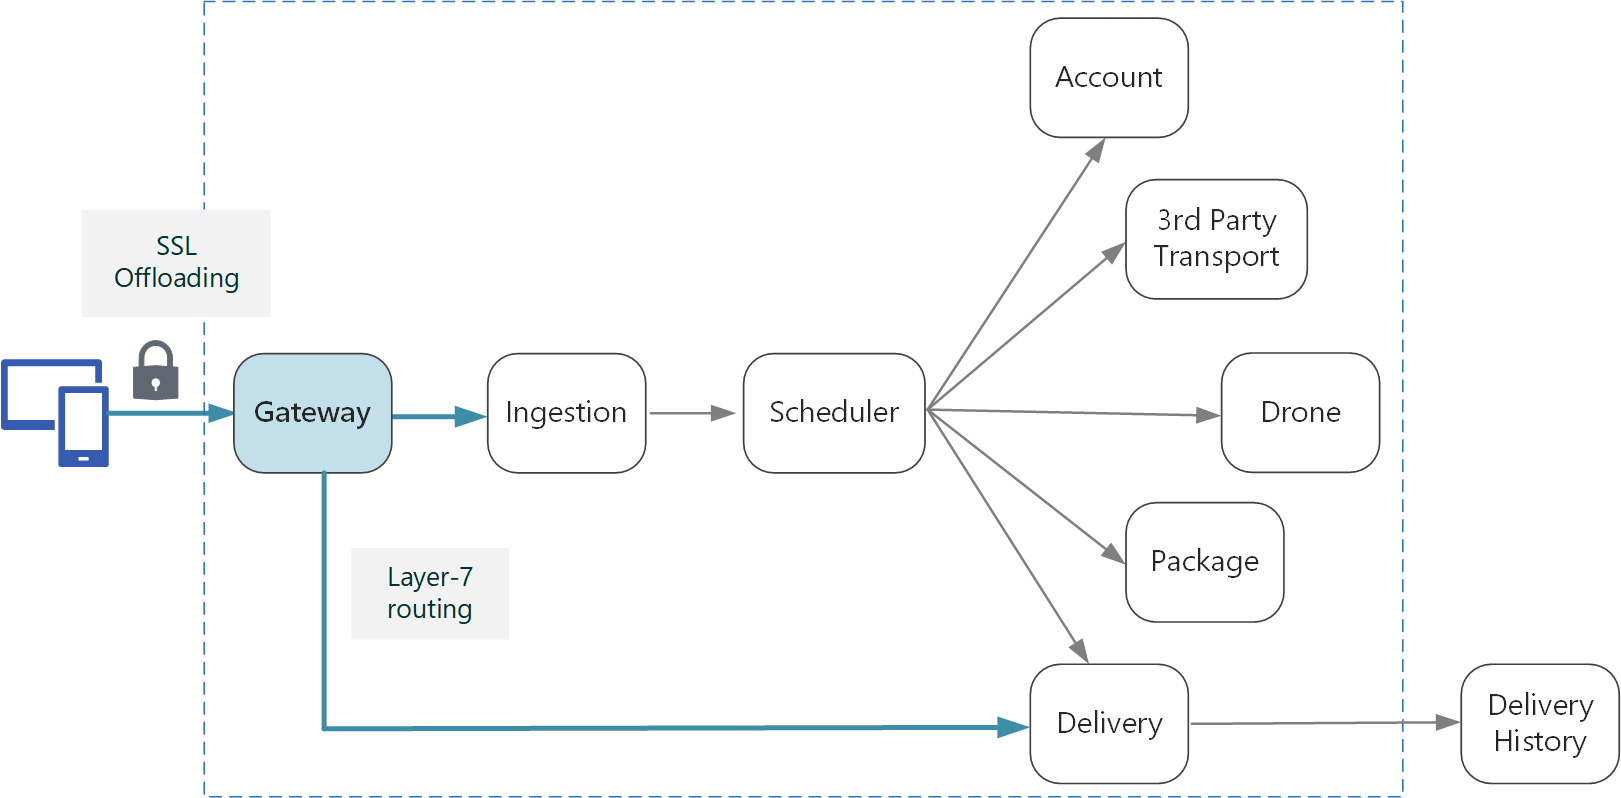 Account
3rd Party
Transport
SSL
Offloading
Gateway
Ingestion
Scheduler
Drone
Package
Layer-7
routing
Delivery
Delivery
History